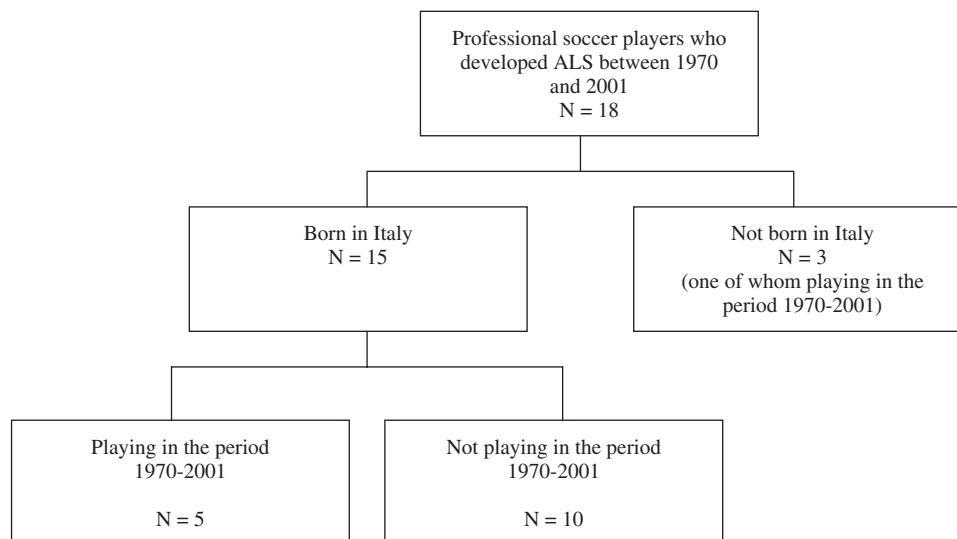 Professional soccer players who
developed ALS between 1970
and 2001
N = 18
Born in Italy
N = 15
Not born in Italy
N = 3
(one of whom playing in the
period 1970-2001)
Playing in the period
1970-2001
N = 5
Not playing in the period
1970-2001
N = 10